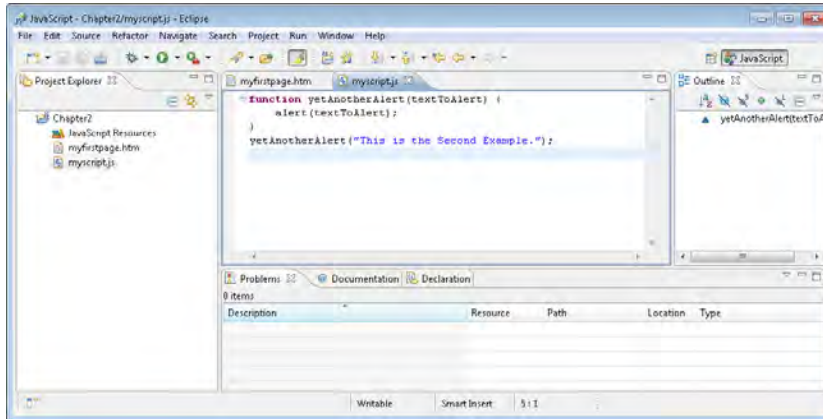 JavaScript - Chapter2/myscript.js - Eclipse
File Edit Source Refactor Navigate Search Project Run Window Help
JavaScript
Project Explorer
myfirstpage.htm
myscript.js
Outline
Chapter2
JavaScript Resources
myfirstpage.htm
myscript.js
function yetAnotherAlert(textToAlert) {
alert(textToAlert);
}
yetAnotherAlert("This is the Second Example.");
yetAnotherAlert(textToA
Problems
Documentation
Declaration
0 items
Description Resource Path Location Type
Writable Smart Insert 5:1